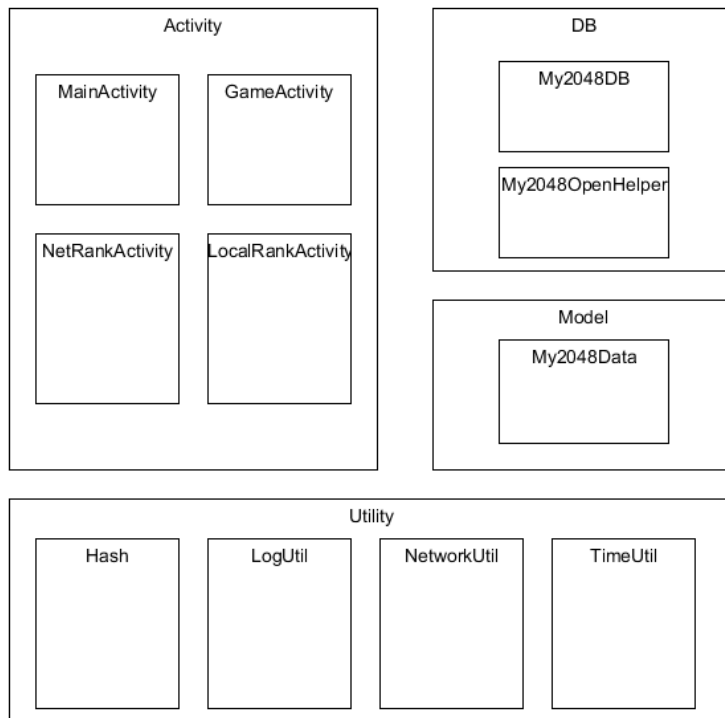 Activity
MainActivity
GameActivity
NetRankActivity
LocalRankActivity
DB
My2048DB
My2048OpenHelper
Model
My2048Data
Utility
Hash
LogUtil
NetworkUtil
TimeUtil